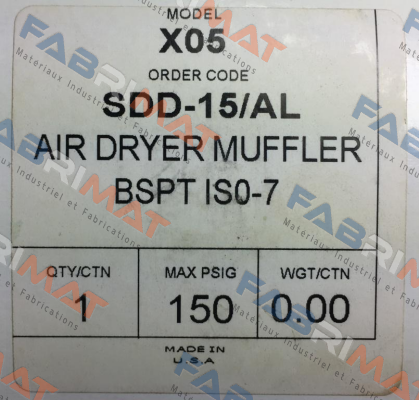 MODEL
X05
ORDER CODE
SDD-15/AL
AIR DRYER MUFFLER
BSPT IS0-7
QTY/CTN
1
MAX PSIG
150
WGT/CTN
0.00
MADE IN
U.S.A
FABRIMAT
Materiaux Industriel et Fabrications